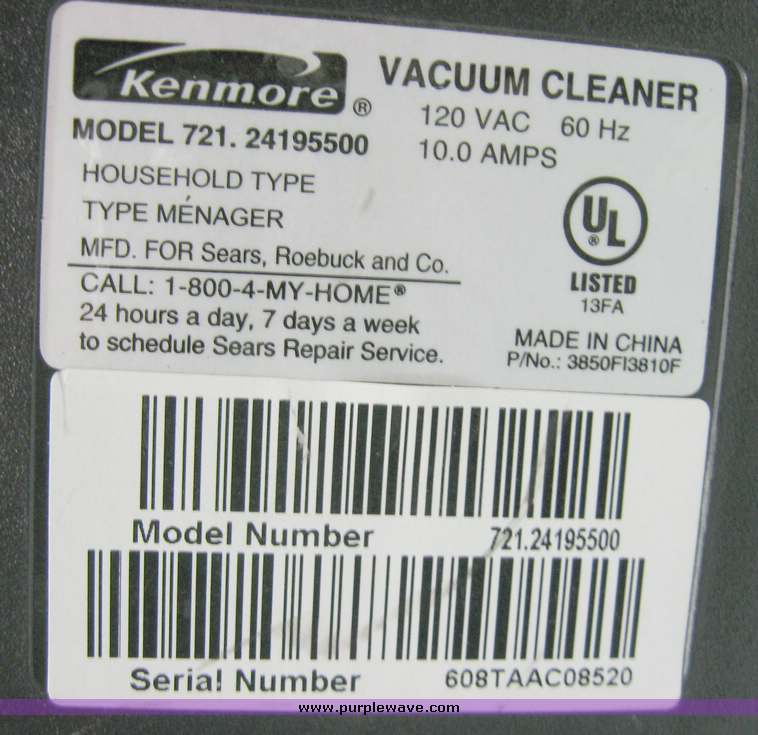 Kenmore ®
VACUUM CLEANER
MODEL 721. 24195500
120 VAC 60 Hz
10.0 AMPS
HOUSEHOLD TYPE
TYPE MÉNAGER
MFD. FOR Sears, Roebuck and Co.
CALL: 1-800-4-MY-HOME®
24 hours a day, 7 days a week
to schedule Sears Repair Service.
UL ®
LISTED
13FA
MADE IN CHINA
P/No.: 3850FI3810F
Model Number 721.24195500
Serial Number 608TAAC08520
www.purplewave.com